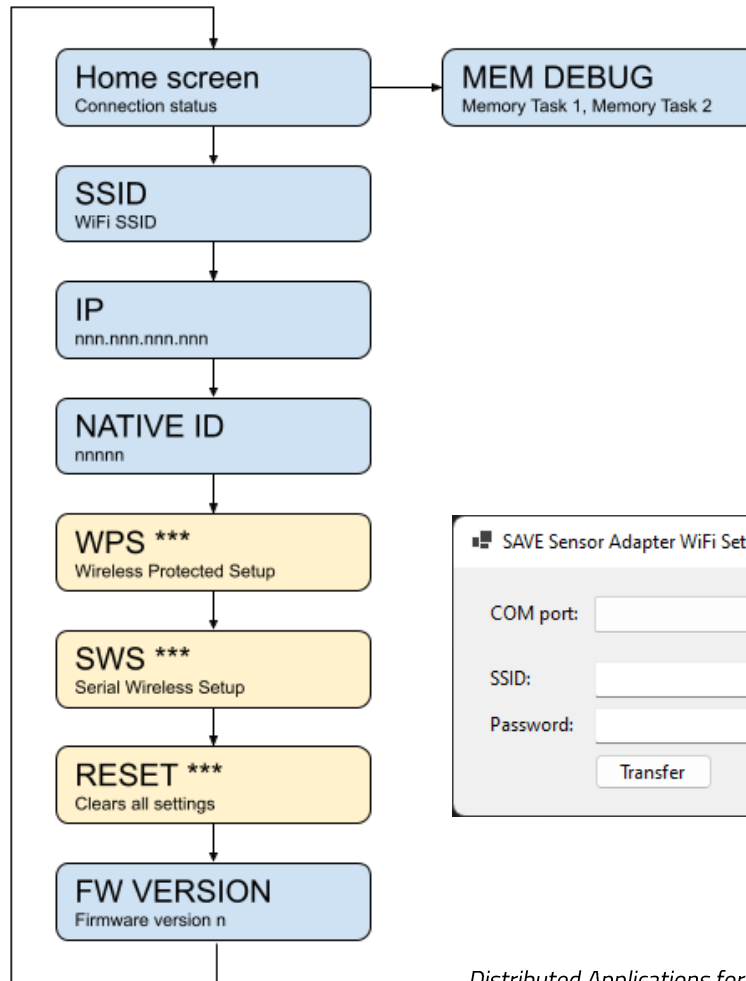 Home screen
Connection status
MEM DEBUG
Memory Task 1, Memory Task 2
SSID
WiFi SSID
IP
nnn.nnn.nnn.nnn
NATIVE ID
nnnnn
WPS ***
Wireless Protected Setup
SWS ***
Serial Wireless Setup
RESET ***
Clears all settings
FW VERSION
Firmware version n
SAVE Sensor Adapter WiFi Set
COM port:
SSID:
Password:
Transfer
Distributed Applications for